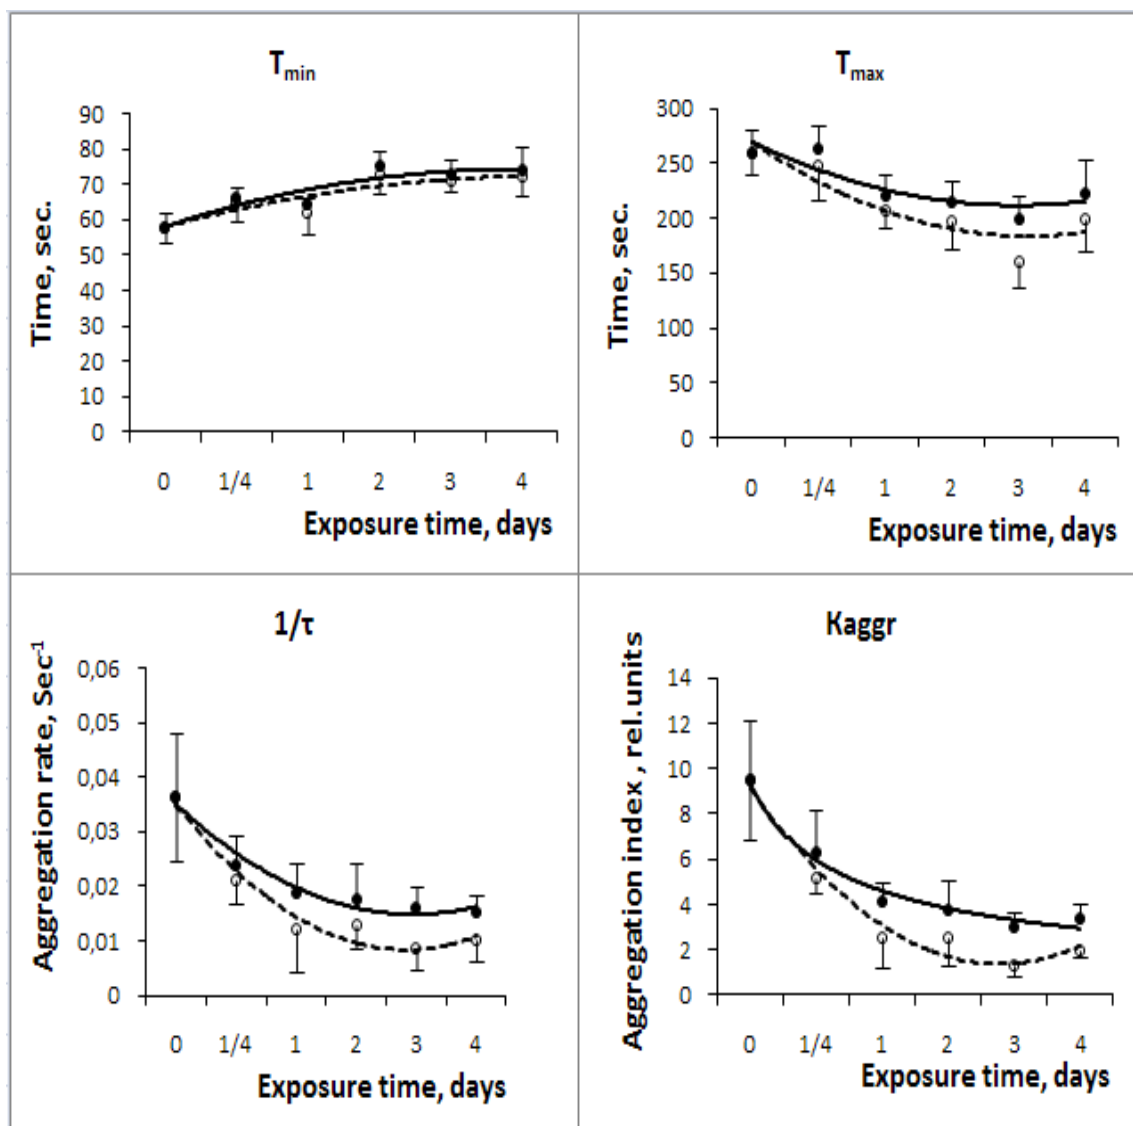 T_min
Time, sec.
90
80
70
60
50
40
30
20
10
0
0 1/4 1 2 3 4
Exposure time, days
T_max
Time, sec.
300
250
200
150
100
50
0
0 1/4 1 2 3 4
Exposure time, days
1/τ
Aggregation rate, Sec⁻¹
0,06
0,05
0,04
0,03
0,02
0,01
0
0 1/4 1 2 3 4
Exposure time, days
Kaggr
Aggregation index , rel.units
14
12
10
8
6
4
2
0
0 1/4 1 2 3 4
Exposure time, days